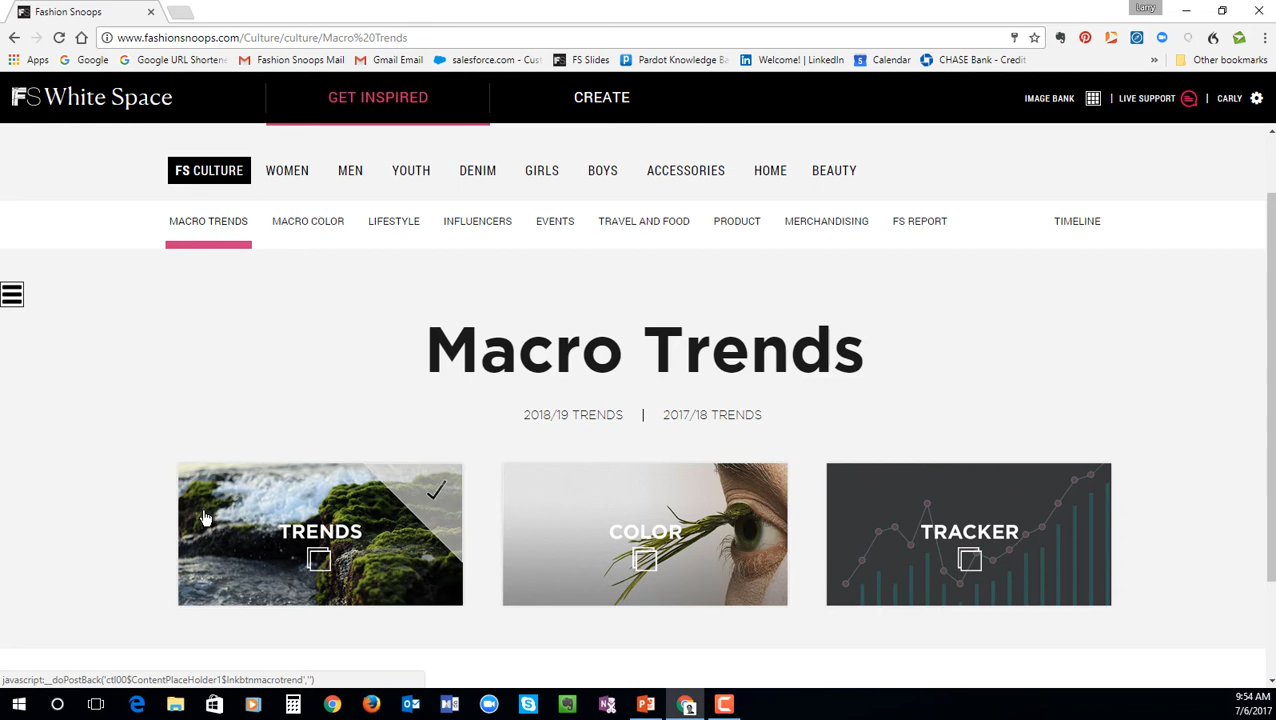 Fashion Snoops
Larry
www.fashionsnoops.com/Culture/culture/Macro%20Trends
Apps Google Google URL Shortene Fashion Snoops Mail Gmail Email salesforce.com - Cust FS Slides Pardot Knowledge Ba Welcome! | LinkedIn Calendar CHASE Bank - Credit » Other bookmarks
FS White Space GET INSPIRED CREATE IMAGE BANK | LIVE SUPPORT | CARLY
FS CULTURE WOMEN MEN YOUTH DENIM GIRLS BOYS ACCESSORIES HOME BEAUTY
MACRO TRENDS MACRO COLOR LIFESTYLE INFLUENCERS EVENTS TRAVEL AND FOOD PRODUCT MERCHANDISING FS REPORT TIMELINE
Macro Trends
2018/19 TRENDS | 2017/18 TRENDS
TRENDS COLOR TRACKER
javascript:__doPostBack('ctl00$ContentPlaceHolder1$lnkbtnmacrotrend','')
9:54 AM
7/6/2017